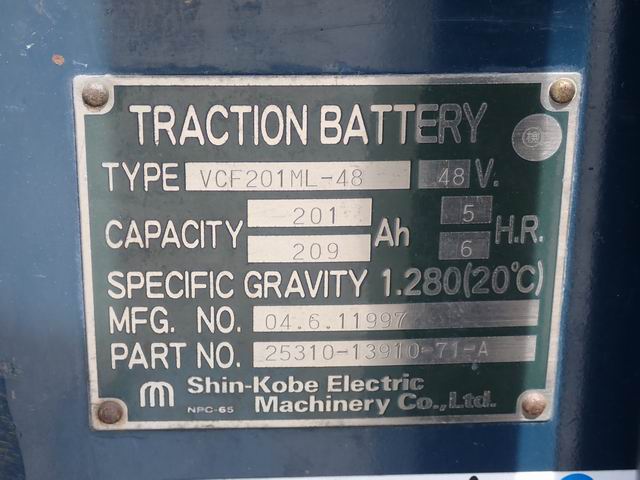 TRACTION BATTERY
TYPE VCF201ML-48 48 V.
CAPACITY 201 Ah 5 H.R.
209 6
SPECIFIC GRAVITY 1.280(20°C)
MFG. NO. 04.6.11997
PART NO. 25310-13910-71-A
m Shin-Kobe Electric
NPC-65 Machinery Co.,Ltd.